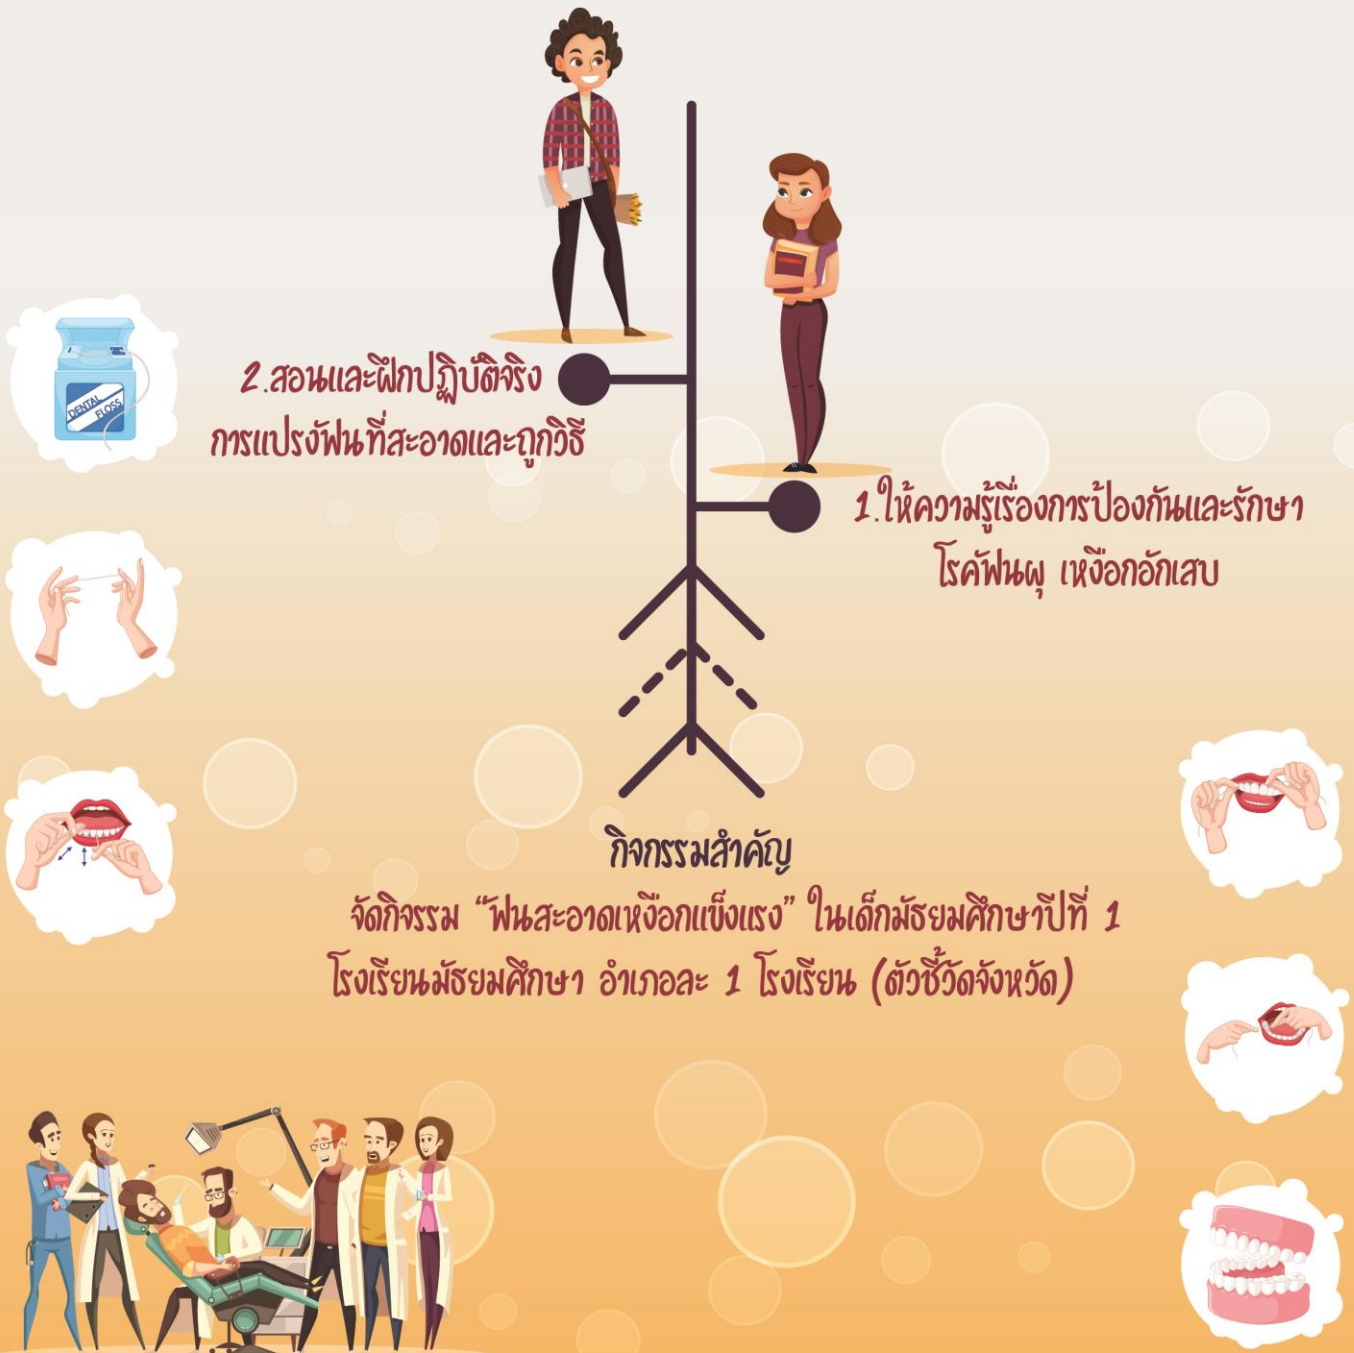 2.สอนและฝึกปฏิบัติจริง
การแปรงฟันที่สะอาดและถูกวิธี
DENTAL
FLOSS
1.ให้ความรู้เรื่องการป้องกันและรักษา
โรคฟันผุ เหงือกอักเสบ
กิจกรรมสำคัญ
จัดกิจรรม “ฟันสะอาดเหงือกแข็งแรง” ในเด็กมัธยมศึกษาปีที่ 1
โรงเรียนมัธยมศึกษา อำเภอละ 1 โรงเรียน (ตัวชี้วัดจังหวัด)